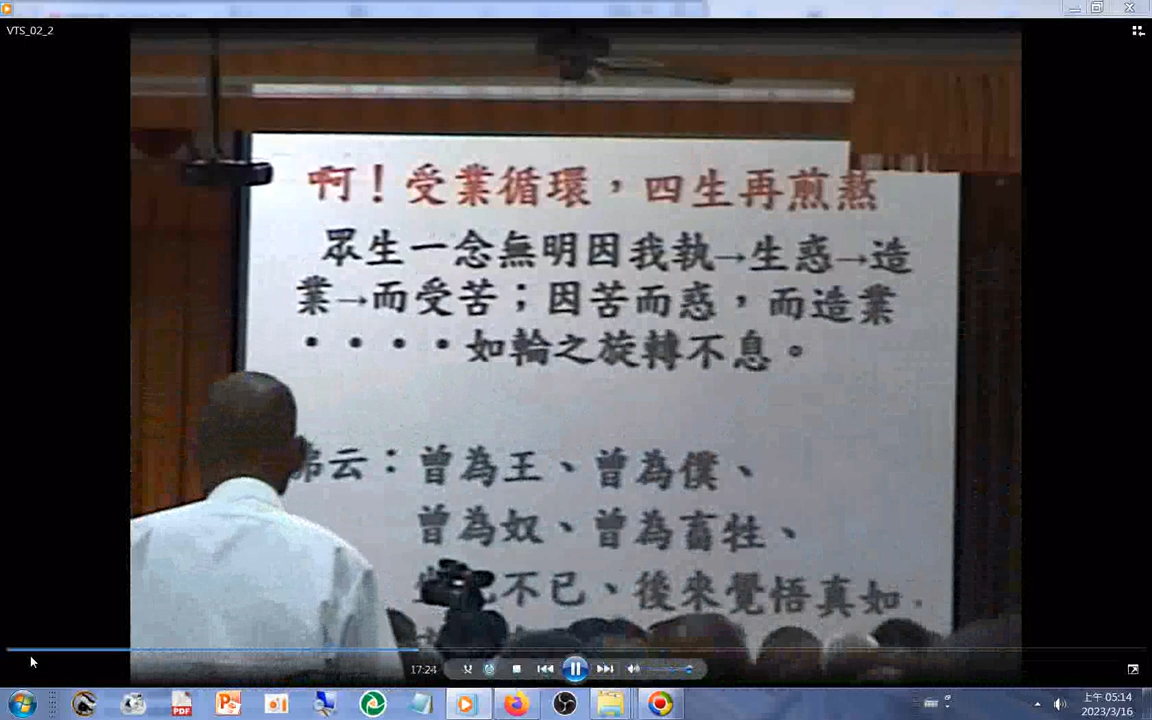 VTS_02_2
啊！受業循環，四生再煎熬
眾生一念無明因我執→生惑→造
業→而受苦；因苦而惑，而造業
・・・・如輪之旋轉不息。
云：曾為王、曾為僕、
曾為奴、曾為畜牲、
不已、後來覺悟真如，
17:24
上午 05:14
2023/3/16